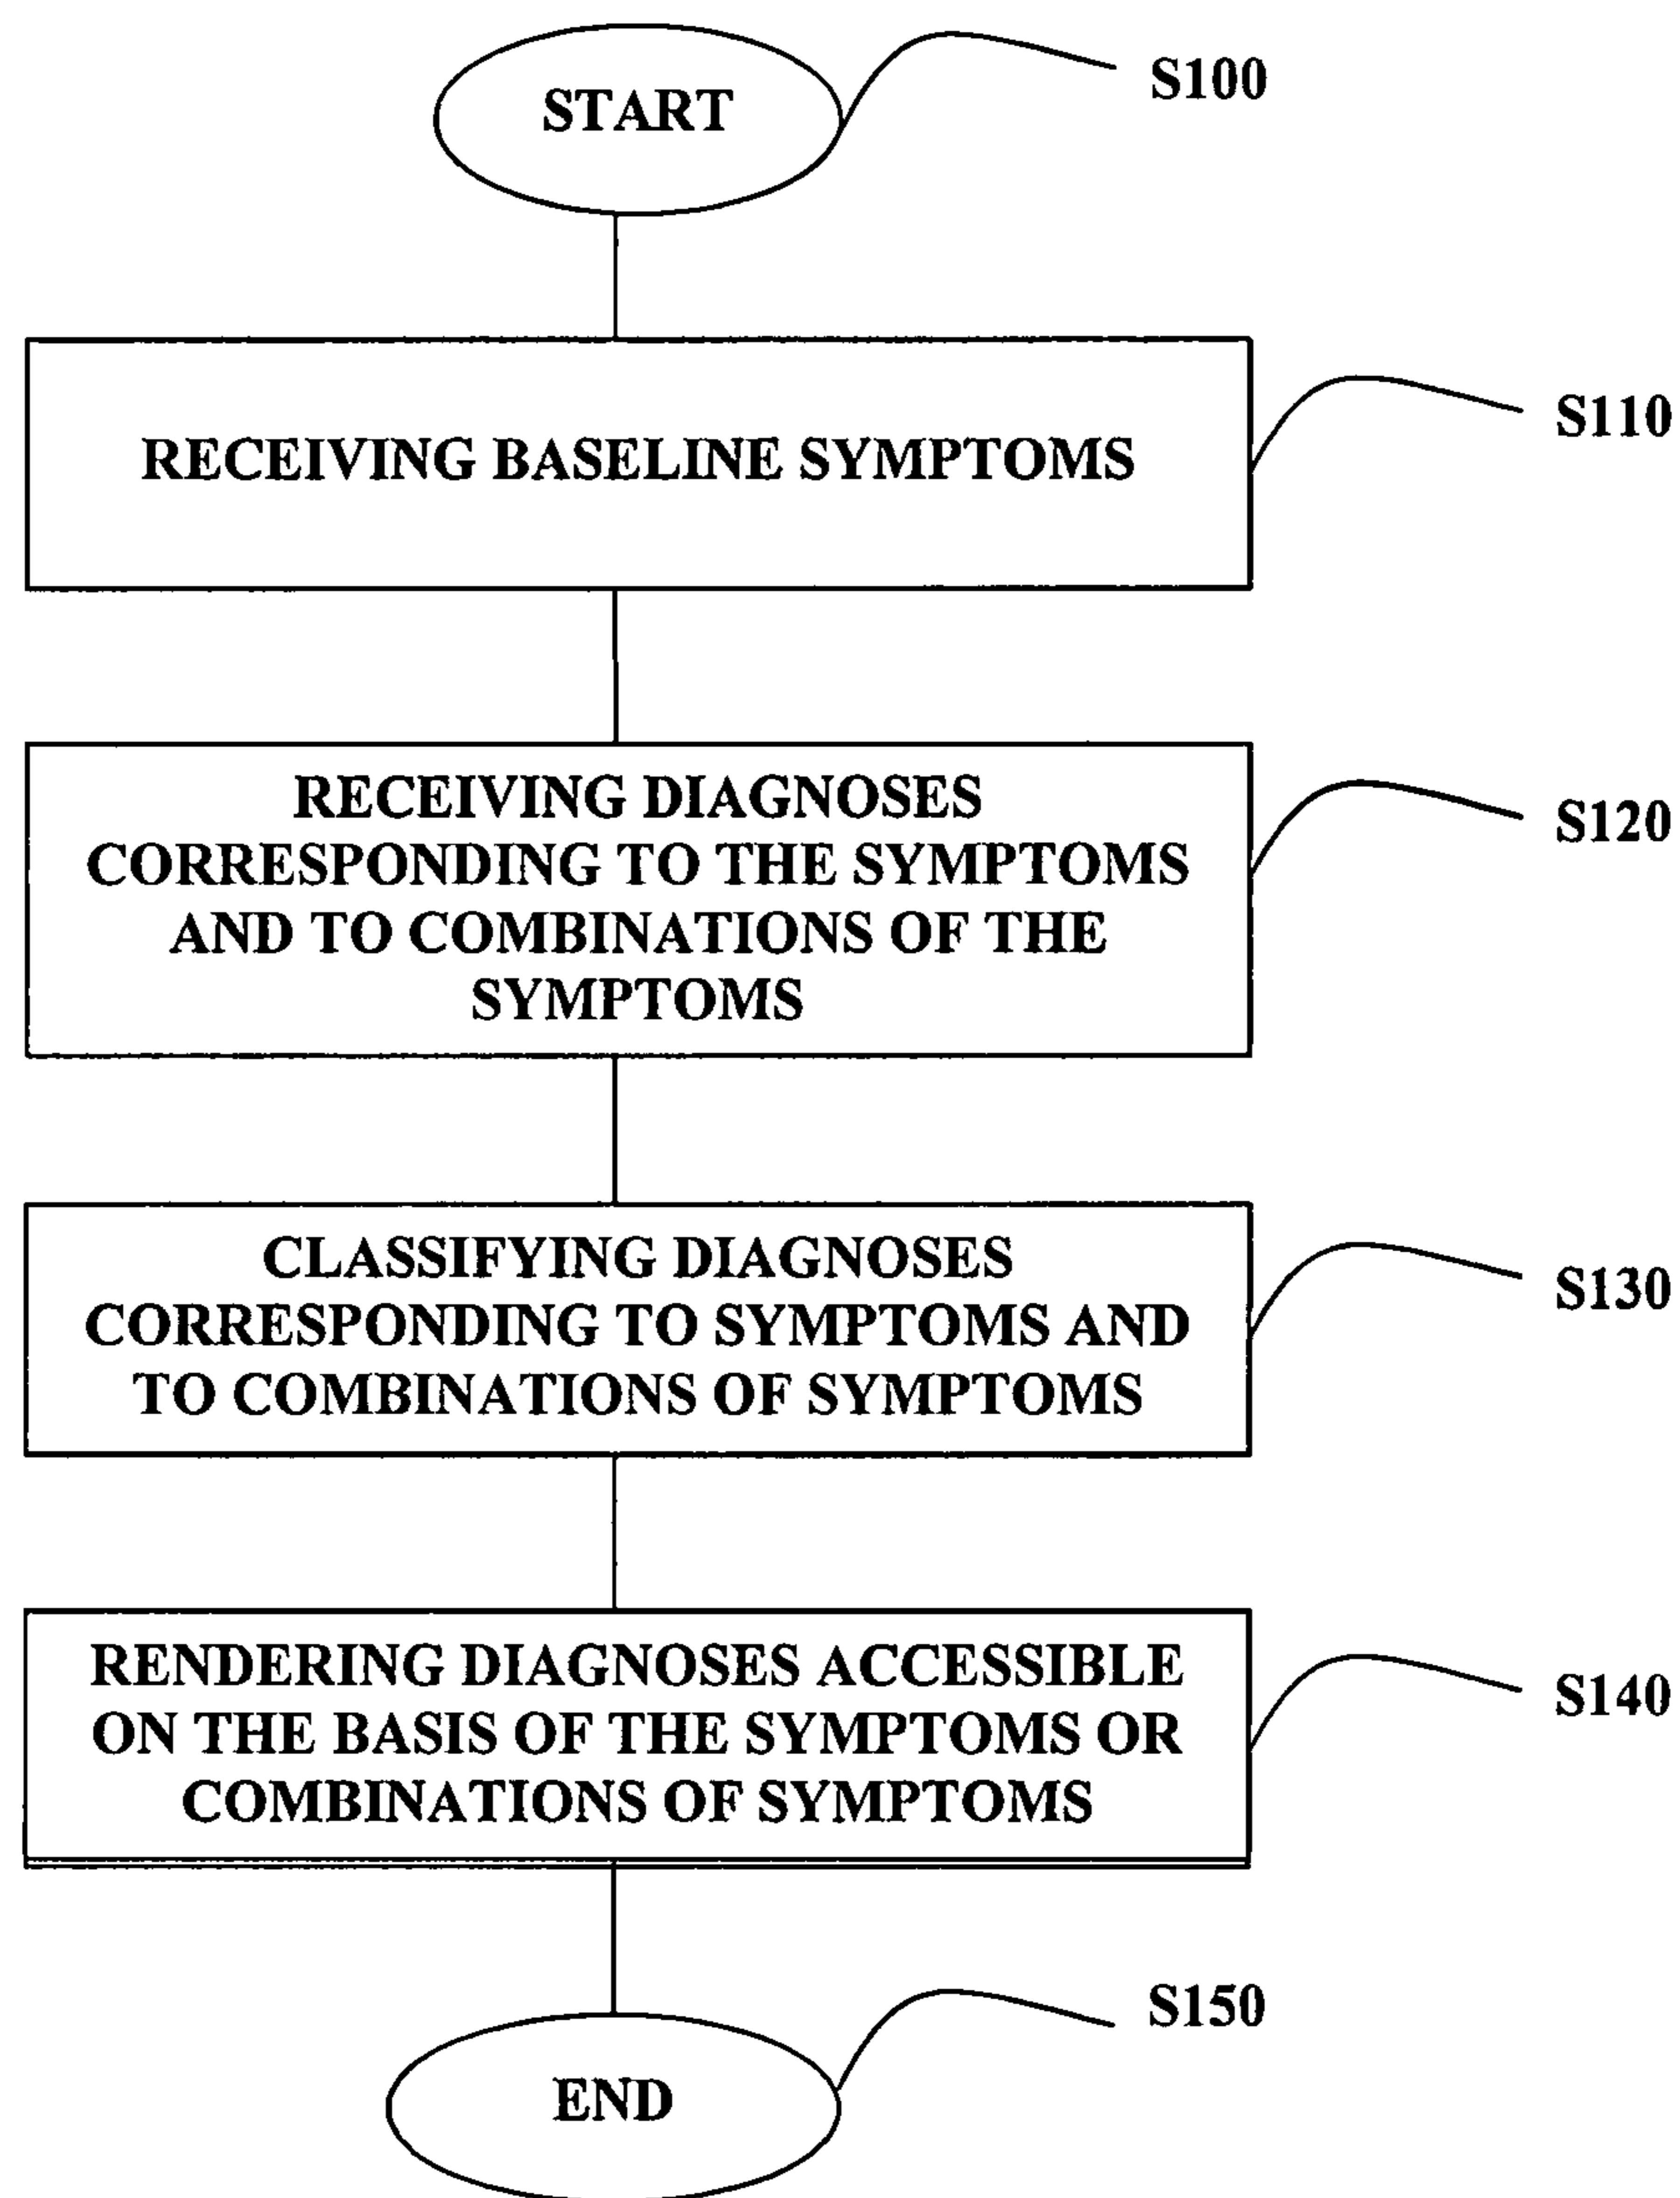 START
S100
RECEIVING BASELINE SYMPTOMS
S110
RECEIVING DIAGNOSES
CORRESPONDING TO THE SYMPTOMS
AND TO COMBINATIONS OF THE
SYMPTOMS
S120
CLASSIFYING DIAGNOSES
CORRESPONDING TO SYMPTOMS AND
TO COMBINATIONS OF SYMPTOMS
S130
RENDERING DIAGNOSES ACCESSIBLE
ON THE BASIS OF THE SYMPTOMS OR
COMBINATIONS OF SYMPTOMS
S140
END
S150